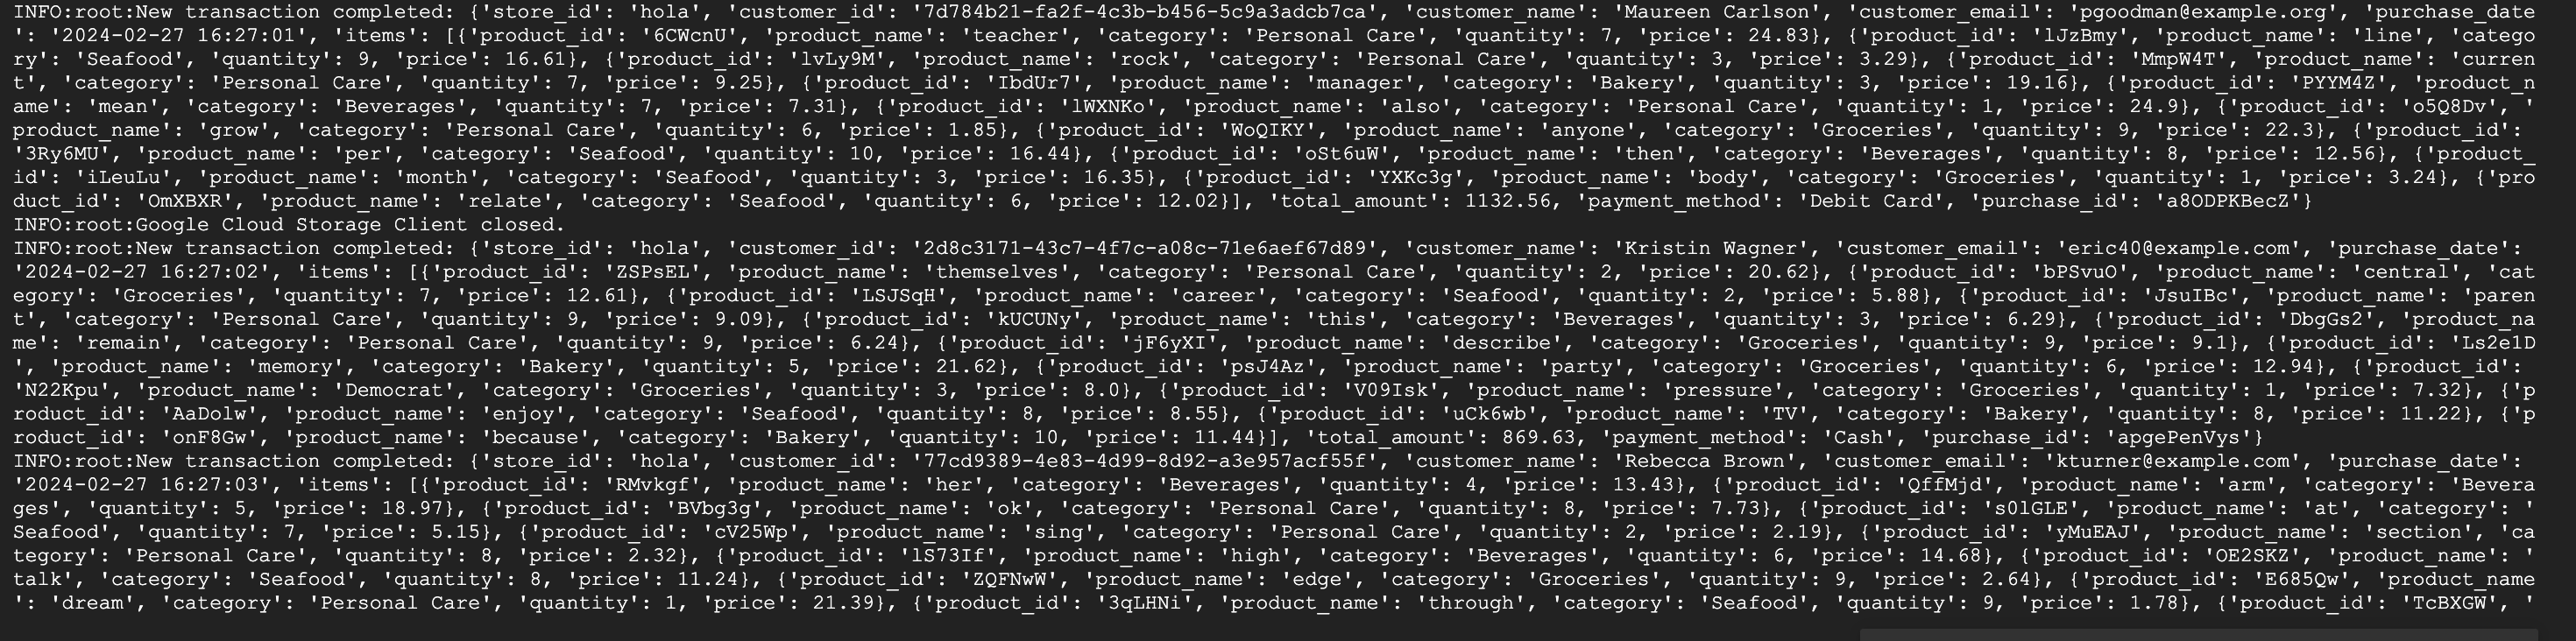 INFO:root:New transaction completed: {'store_id': 'hola', 'customer_id': '7d784b21-fa2f-4c3b-b456-5c9a3adcb7ca', 'customer_name': 'Maureen Carlson', 'customer_email': 'pgoodman@example.org', 'purchase_date
': '2024-02-27 16:27:01', 'items': [{'product_id': '6CWcnU', 'product_name': 'teacher', 'category': 'Personal Care', 'quantity': 7, 'price': 24.83}, {'product_id': 'lJzBmy', 'product_name': 'line', 'catego
ry': 'Seafood', 'quantity': 9, 'price': 16.61}, {'product_id': 'lvLy9M', 'product_name': 'rock', 'category': 'Personal Care', 'quantity': 3, 'price': 3.29}, {'product_id': 'MmpW4T', 'product_name': 'curren
t', 'category': 'Personal Care', 'quantity': 7, 'price': 9.25}, {'product_id': 'IbdUr7', 'product_name': 'manager', 'category': 'Bakery', 'quantity': 3, 'price': 19.16}, {'product_id': 'PYYM4Z', 'product_n
ame': 'mean', 'category': 'Beverages', 'quantity': 7, 'price': 7.31}, {'product_id': 'lWXNKo', 'product_name': 'also', 'category': 'Personal Care', 'quantity': 1, 'price': 24.9}, {'product_id': 'o5Q8Dv', '
product_name': 'grow', 'category': 'Personal Care', 'quantity': 6, 'price': 1.85}, {'product_id': 'WoQIKY', 'product_name': 'anyone', 'category': 'Groceries', 'quantity': 9, 'price': 22.3}, {'product_id':
'3Ry6MU', 'product_name': 'per', 'category': 'Seafood', 'quantity': 10, 'price': 16.44}, {'product_id': 'oSt6uW', 'product_name': 'then', 'category': 'Beverages', 'quantity': 8, 'price': 12.56}, {'product_
id': 'iLeuLu', 'product_name': 'month', 'category': 'Seafood', 'quantity': 3, 'price': 16.35}, {'product_id': 'YXKc3g', 'product_name': 'body', 'category': 'Groceries', 'quantity': 1, 'price': 3.24}, {'pro
duct_id': 'OmXBXR', 'product_name': 'relate', 'category': 'Seafood', 'quantity': 6, 'price': 12.02}], 'total_amount': 1132.56, 'payment_method': 'Debit Card', 'purchase_id': 'a8ODPKBecZ'}
INFO:root:Google Cloud Storage Client closed.
INFO:root:New transaction completed: {'store_id': 'hola', 'customer_id': '2d8c3171-43c7-4f7c-a08c-71e6aef67d89', 'customer_name': 'Kristin Wagner', 'customer_email': 'eric40@example.com', 'purchase_date':
'2024-02-27 16:27:02', 'items': [{'product_id': 'ZSPsEL', 'product_name': 'themselves', 'category': 'Personal Care', 'quantity': 2, 'price': 20.62}, {'product_id': 'bPSvuO', 'product_name': 'central', 'cat
egory': 'Groceries', 'quantity': 7, 'price': 12.61}, {'product_id': 'LSJSqH', 'product_name': 'career', 'category': 'Seafood', 'quantity': 2, 'price': 5.88}, {'product_id': 'JsuIBc', 'product_name': 'paren
t', 'category': 'Personal Care', 'quantity': 9, 'price': 9.09}, {'product_id': 'kUCUNy', 'product_name': 'this', 'category': 'Beverages', 'quantity': 3, 'price': 6.29}, {'product_id': 'DbgGs2', 'product_na
me': 'remain', 'category': 'Personal Care', 'quantity': 9, 'price': 6.24}, {'product_id': 'jF6yXI', 'product_name': 'describe', 'category': 'Groceries', 'quantity': 9, 'price': 9.1}, {'product_id': 'Ls2e1D
', 'product_name': 'memory', 'category': 'Bakery', 'quantity': 5, 'price': 21.62}, {'product_id': 'psJ4Az', 'product_name': 'party', 'category': 'Groceries', 'quantity': 6, 'price': 12.94}, {'product_id':
'N22Kpu', 'product_name': 'Democrat', 'category': 'Groceries', 'quantity': 3, 'price': 8.0}, {'product_id': 'V09Isk', 'product_name': 'pressure', 'category': 'Groceries', 'quantity': 1, 'price': 7.32}, {'p
roduct_id': 'AaDolw', 'product_name': 'enjoy', 'category': 'Seafood', 'quantity': 8, 'price': 8.55}, {'product_id': 'uCk6wb', 'product_name': 'TV', 'category': 'Bakery', 'quantity': 8, 'price': 11.22}, {'p
roduct_id': 'onF8Gw', 'product_name': 'because', 'category': 'Bakery', 'quantity': 10, 'price': 11.44}], 'total_amount': 869.63, 'payment_method': 'Cash', 'purchase_id': 'apgePenVys'}
INFO:root:New transaction completed: {'store_id': 'hola', 'customer_id': '77cd9389-4e83-4d99-8d92-a3e957acf55f', 'customer_name': 'Rebecca Brown', 'customer_email': 'kturner@example.com', 'purchase_date':
'2024-02-27 16:27:03', 'items': [{'product_id': 'RMvkgf', 'product_name': 'her', 'category': 'Beverages', 'quantity': 4, 'price': 13.43}, {'product_id': 'QffMjd', 'product_name': 'arm', 'category': 'Bevera
ges', 'quantity': 5, 'price': 18.97}, {'product_id': 'BVbg3g', 'product_name': 'ok', 'category': 'Personal Care', 'quantity': 8, 'price': 7.73}, {'product_id': 's0lGLE', 'product_name': 'at', 'category': '
Seafood', 'quantity': 7, 'price': 5.15}, {'product_id': 'cV25Wp', 'product_name': 'sing', 'category': 'Personal Care', 'quantity': 2, 'price': 2.19}, {'product_id': 'yMuEAJ', 'product_name': 'section', 'ca
tegory': 'Personal Care', 'quantity': 8, 'price': 2.32}, {'product_id': 'lS73If', 'product_name': 'high', 'category': 'Beverages', 'quantity': 6, 'price': 14.68}, {'product_id': 'OE2SKZ', 'product_name': '
talk', 'category': 'Seafood', 'quantity': 8, 'price': 11.24}, {'product_id': 'ZQFNwW', 'product_name': 'edge', 'category': 'Groceries', 'quantity': 9, 'price': 2.64}, {'product_id': 'E685Qw', 'product_name
': 'dream', 'category': 'Personal Care', 'quantity': 1, 'price': 21.39}, {'product_id': '3qLHNi', 'product_name': 'through', 'category': 'Seafood', 'quantity': 9, 'price': 1.78}, {'product_id': 'TcBXGW', '